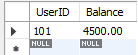 UserID Balance
101 4500.00
NULL NULL